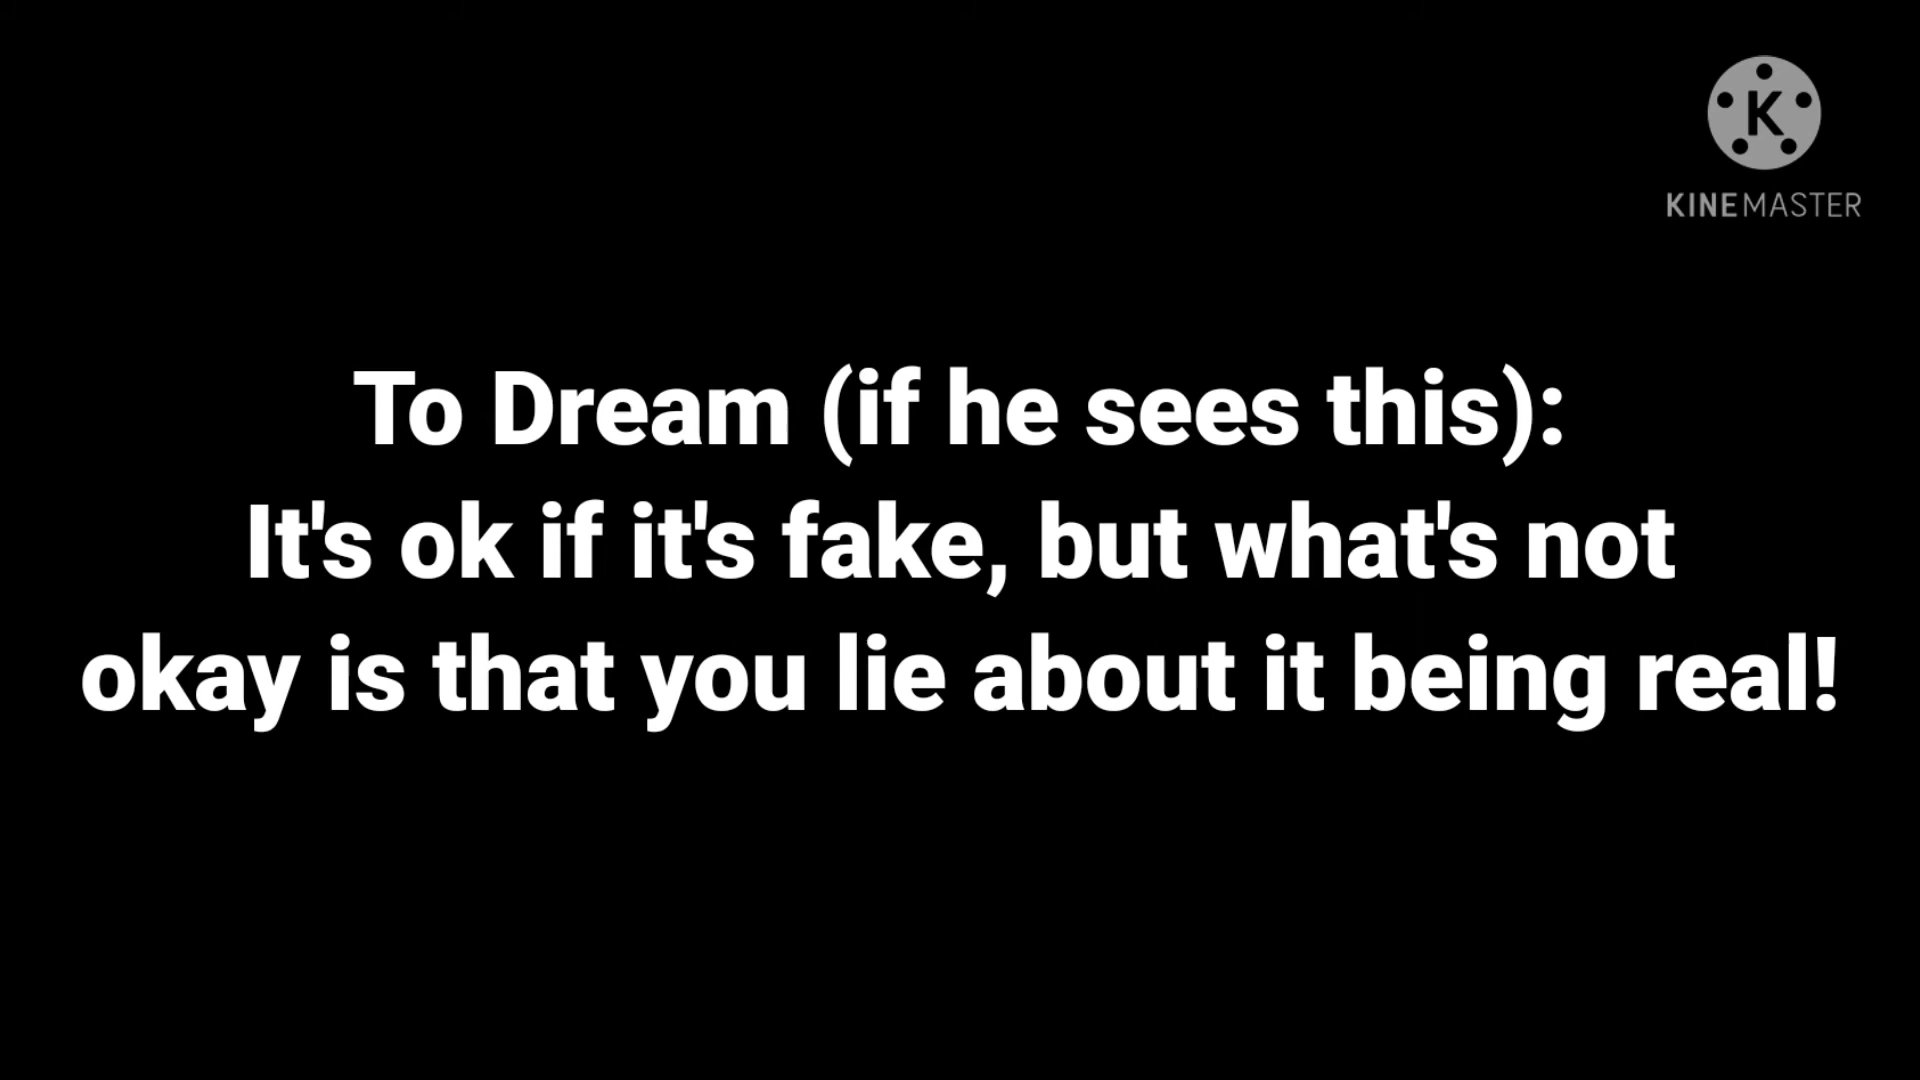 K
KINEMASTER
To Dream (if he sees this):
It's ok if it's fake, but what's not
okay is that you lie about it being real!